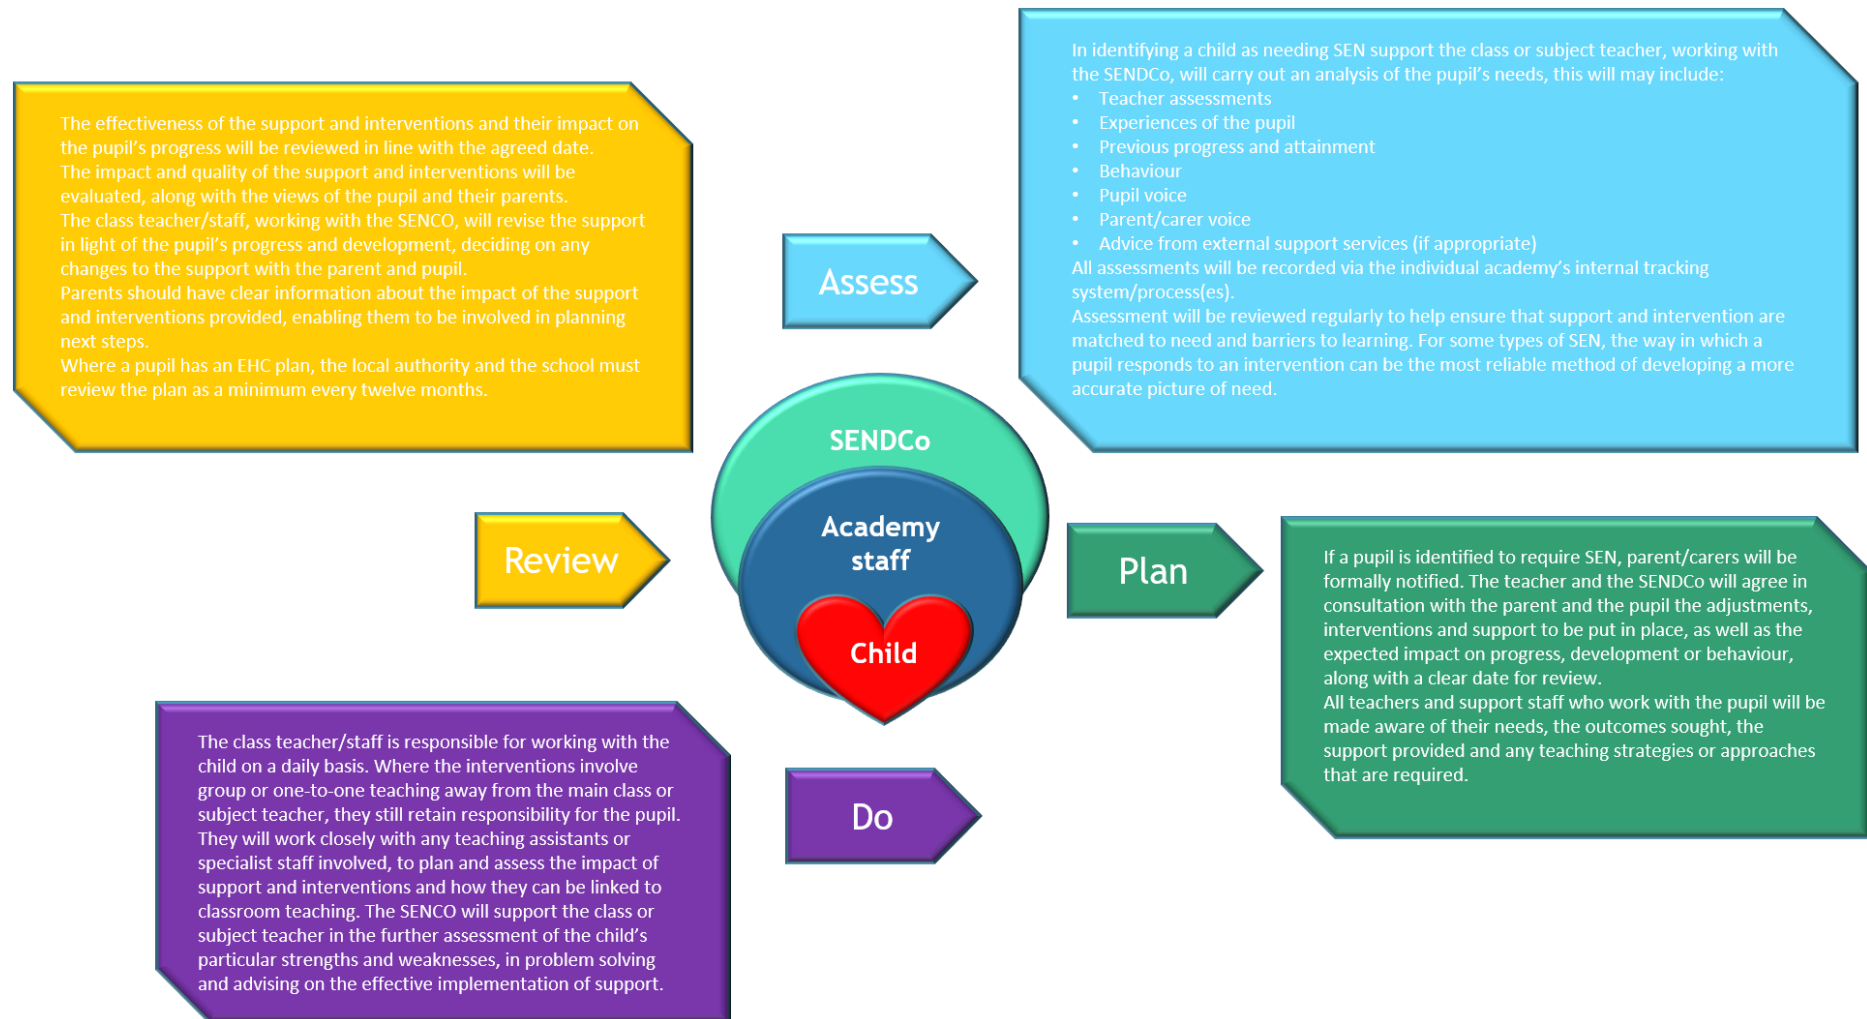 In identifying a child as needing SEN support the class or subject teacher, working with
the SENDCo, will carry out an analysis of the pupil’s needs, this will may include:
• Teacher assessments
• Experiences of the pupil
• Previous progress and attainment
• Behaviour
• Pupil voice
• Parent/carer voice
• Advice from external support services (if appropriate)
All assessments will be recorded via the individual academy’s internal tracking
system/process(es).
Assessment will be reviewed regularly to help ensure that support and intervention are
matched to need and barriers to learning. For some types of SEN, the way in which a
pupil responds to an intervention can be the most reliable method of developing a more
accurate picture of need.
The effectiveness of the support and interventions and their impact on
the pupil’s progress will be reviewed in line with the agreed date.
The impact and quality of the support and interventions will be
evaluated, along with the views of the pupil and their parents.
The class teacher/staff, working with the SENCO, will revise the support
in light of the pupil’s progress and development, deciding on any
changes to the support with the parent and pupil.
Parents should have clear information about the impact of the support
and interventions provided, enabling them to be involved in planning
next steps.
Where a pupil has an EHC plan, the local authority and the school must
review the plan as a minimum every twelve months.
Assess
SENDCo
Academy
staff
Child
Review
Plan
If a pupil is identified to require SEN, parent/carers will be
formally notified. The teacher and the SENDCo will agree in
consultation with the parent and the pupil the adjustments,
interventions and support to be put in place, as well as the
expected impact on progress, development or behaviour,
along with a clear date for review.
All teachers and support staff who work with the pupil will be
made aware of their needs, the outcomes sought, the
support provided and any teaching strategies or approaches
that are required.
The class teacher/staff is responsible for working with the
child on a daily basis. Where the interventions involve
group or one-to-one teaching away from the main class or
subject teacher, they still retain responsibility for the pupil.
They will work closely with any teaching assistants or
specialist staff involved, to plan and assess the impact of
support and interventions and how they can be linked to
classroom teaching. The SENCO will support the class or
subject teacher in the further assessment of the child’s
particular strengths and weaknesses, in problem solving
and advising on the effective implementation of support.
Do